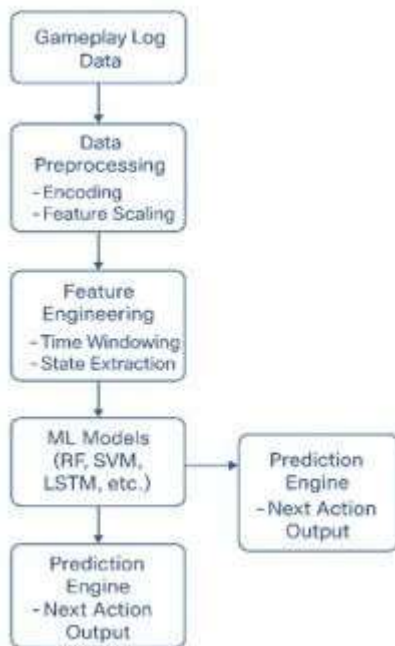 Gameplay Log
Data
Data
Preprocessing
- Encoding
- Feature Scaling
Feature
Engineering
- Time Windowing
- State Extraction
ML Models
(RF, SVM,
LSTM, etc.)
Prediction
Engine
- Next Action
Output
Prediction
Engine
- Next Action
Output